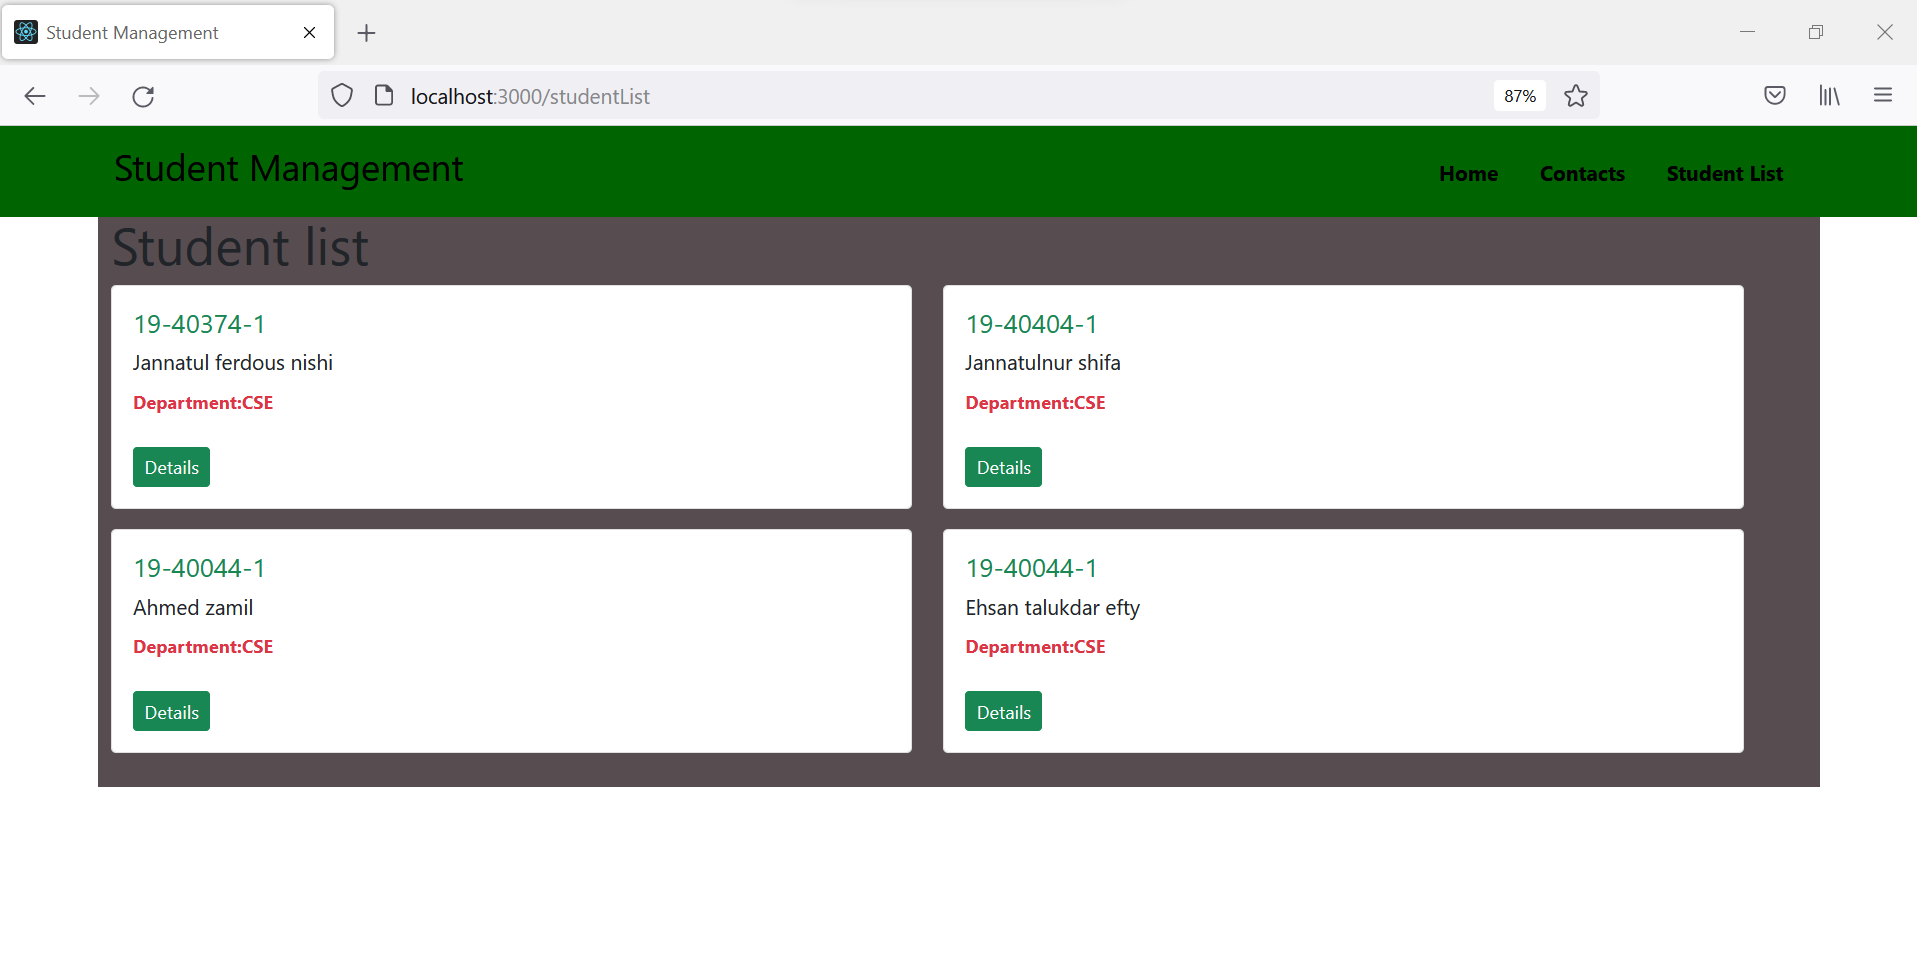 Student Management
localhost:3000/studentList 87%
Student Management Home Contacts Student List
Student list
19-40374-1
Jannatul ferdous nishi
Department:CSE
Details
19-40404-1
Jannatulnur shifa
Department:CSE
Details
19-40044-1
Ahmed zamil
Department:CSE
Details
19-40044-1
Ehsan talukdar efty
Department:CSE
Details